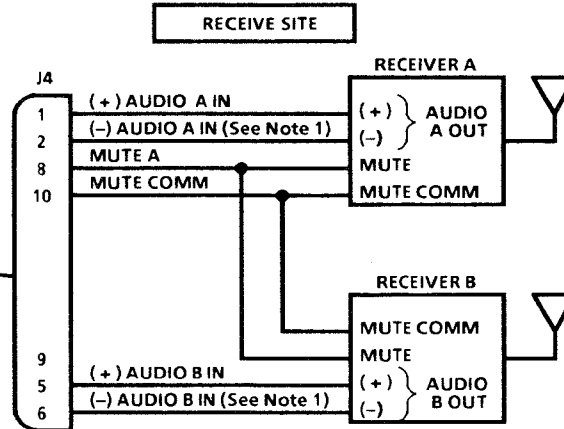 RECEIVE SITE
J4
RECEIVER A
1 (+) AUDIO A IN (+) AUDIO A OUT
2 (−) AUDIO A IN (See Note 1) (−)
8 MUTE A MUTE
10 MUTE COMM MUTE COMM
RECEIVER B
MUTE COMM
9 MUTE
5 (+) AUDIO B IN (+) AUDIO B OUT
6 (−) AUDIO B IN (See Note 1) (−)